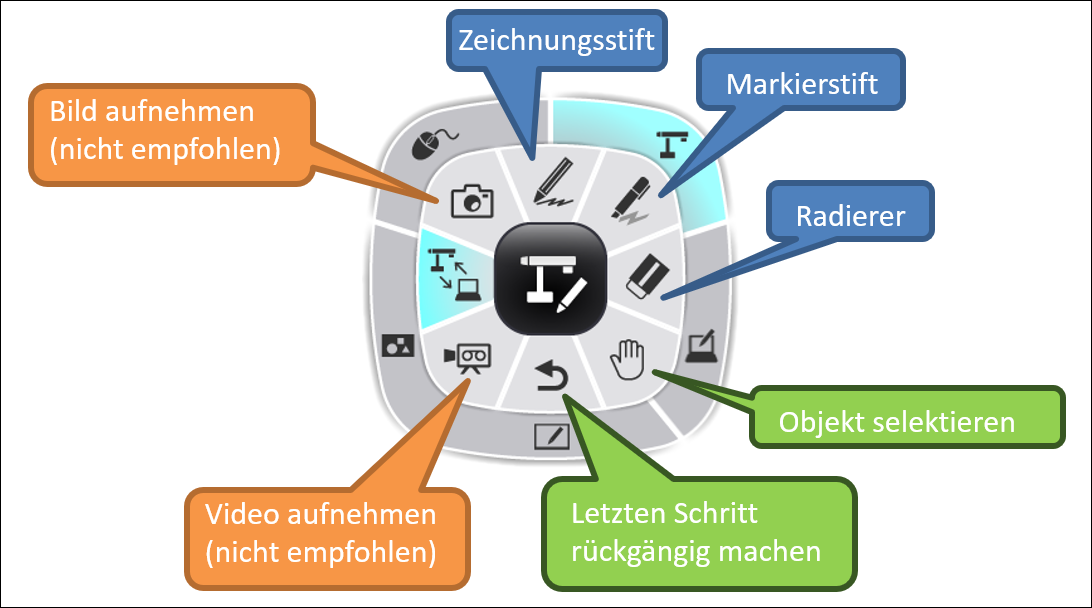 Zeichnungsstift
Markierstift
Bild aufnehmen
(nicht empfohlen)
Radierer
Objekt selektieren
Video aufnehmen
(nicht empfohlen)
Letzten Schritt
rückgängig machen